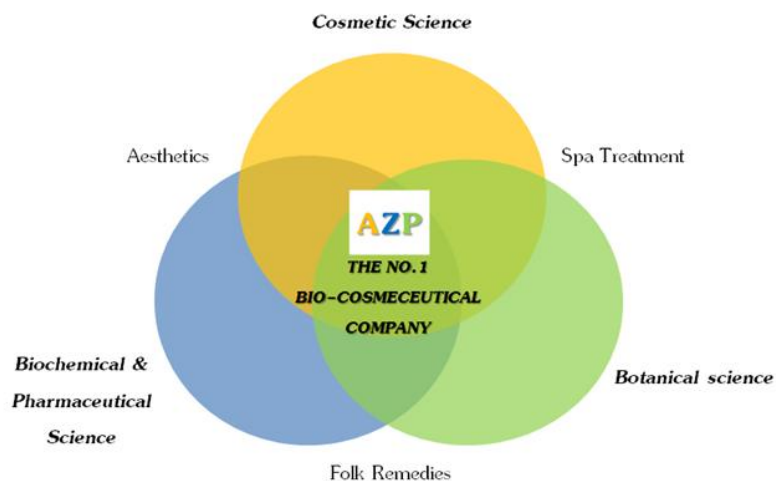 Cosmetic Science
Aesthetics
Spa Treatment
AZP
THE NO.1
BIO-COSMECEUTICAL
COMPANY
Biochemical &
Pharmaceutical
Science
Botanical science
Folk Remedies